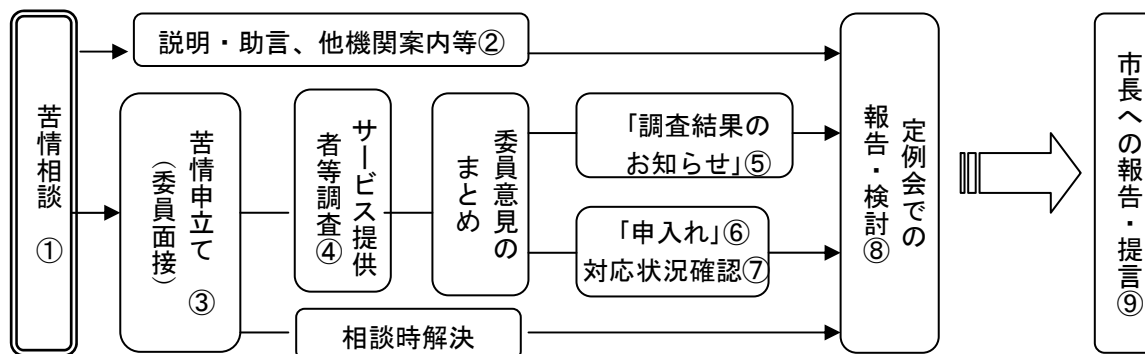 苦情相談 ①
説明・助言、他機関案内等②
苦情申立て ③
（委員面接）
サービス提供
者等調査④
委員意見の
まとめ
「調査結果の
お知らせ」⑤
「申入れ」⑥
対応状況確認⑦
相談時解決
定例会での
報告・検討⑧
市長への報告・提言⑨